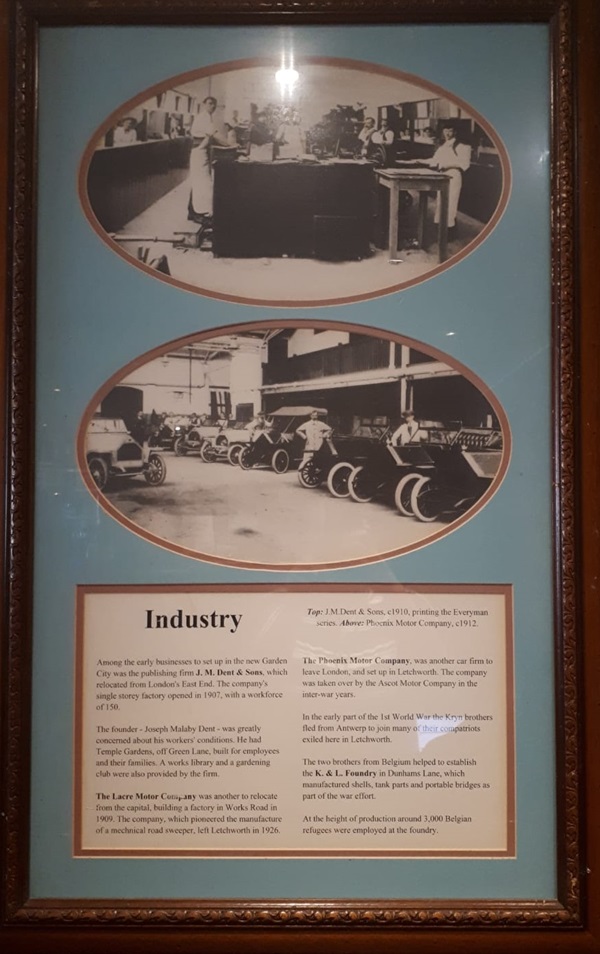 Industry
Among the early businesses to set up in the new Garden
City was the publishing firm J. M. Dent & Sons, which
relocated from London's East End. The company's
single storey factory opened in 1907, with a workforce
of 150.
The founder - Joseph Malaby Dent - was greatly
concerned about his workers' conditions. He had
Temple Gardens, off Green Lane, built for employees
and their families. A works library and a gardening
club were also provided by the firm.
The Lacre Motor Company was another to relocate
from the capital, building a factory in Works Road in
1909. The company, which pioneered the manufacture
of a mechnical road sweeper, left Letchworth in 1926.
Top: J.M.Dent & Sons, c1910, printing the Everyman
series. Above: Phoenix Motor Company, c1912.
The Phoenix Motor Company, was another car firm to
leave London, and set up in Letchworth. The company
was taken over by the Ascot Motor Company in the
inter-war years.
In the early part of the 1st World War the Kryn brothers
fled from Antwerp to join many of their compatriots
exiled here in Letchworth.
The two brothers from Belgium helped to establish
the K. & L. Foundry in Dunhams Lane, which
manufactured shells, tank parts and portable bridges as
part of the war effort.
At the height of production around 3,000 Belgian
refugees were employed at the foundry.